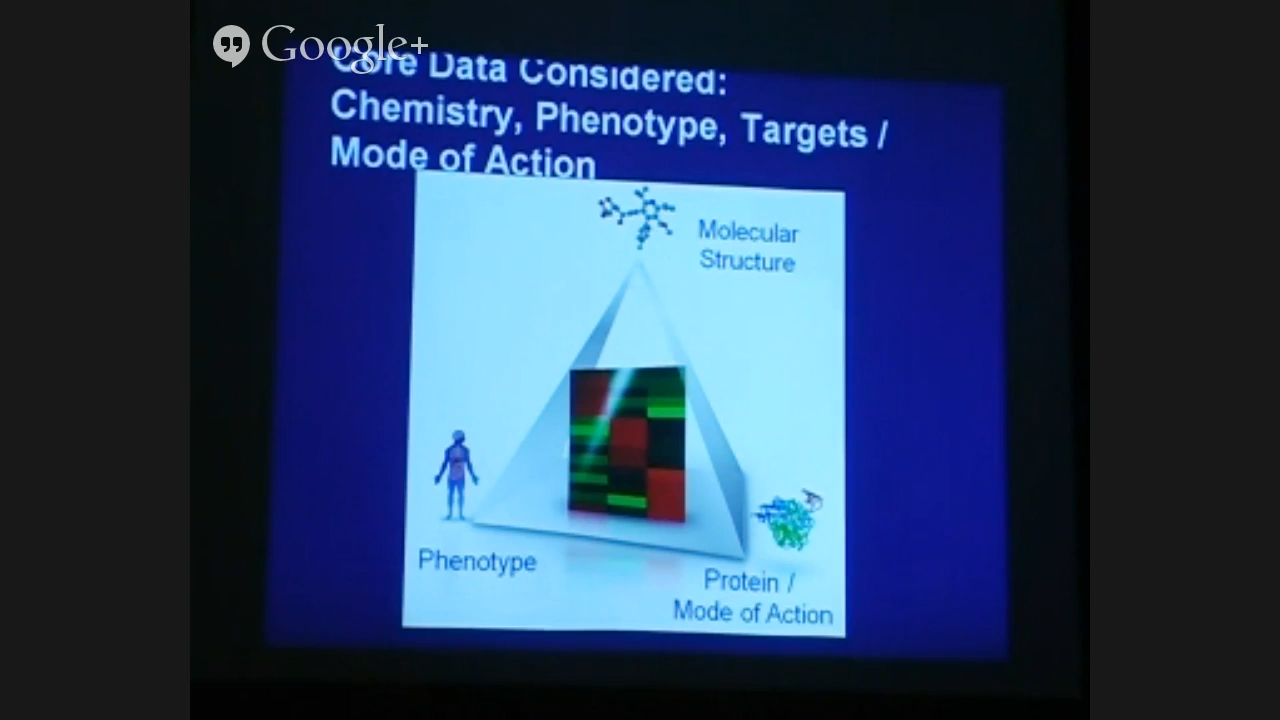 Google+
Core Data Considered:
Chemistry, Phenotype, Targets /
Mode of Action
Molecular
Structure
Phenotype
Protein /
Mode of Action